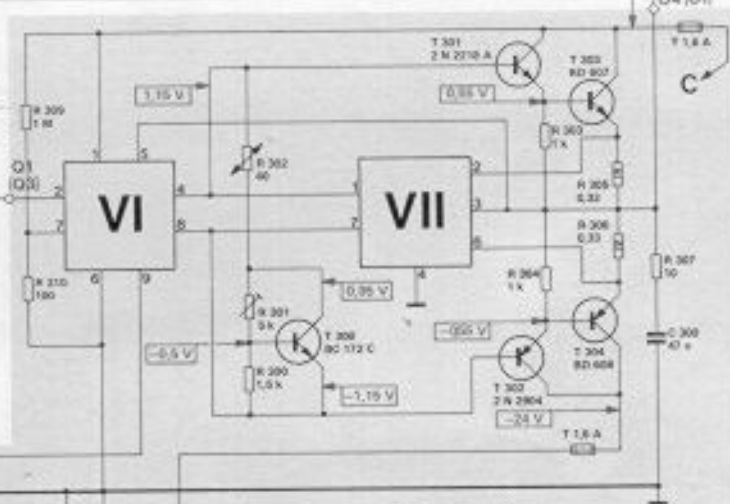 T 1,6 A
C
T 301
2 N 2218 A
T 303
BD 607
1,15 V
0,55 V
R 309
1 M
R 303
1 k
R 302
Q1
(Q3)
VI
1
5
2
7
4
8
6
9
VII
1
7
2
3
6
4
R 305
0,33
R 306
0,33
R 307
10
R 310
100
R 304
1 k
0,35 V
R 301
5 k
-0,5 V
T 300
BC 172 C
R 300
1,5 k
-1,15 V
-0,55 V
T 304
BD 608
C 300
47 n
T 302
2 N 2904
-24 V
T 1,6 A